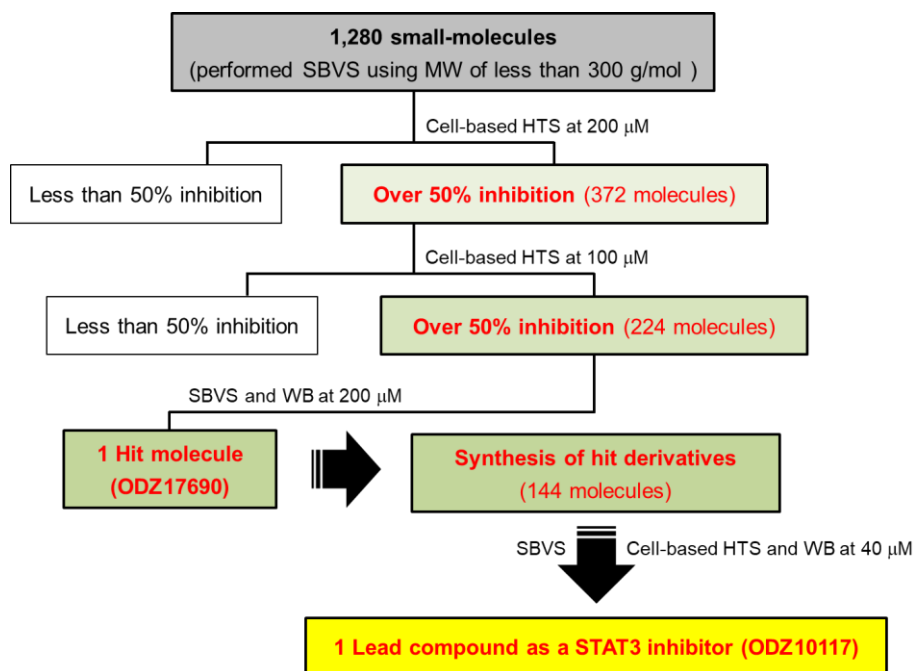 1,280 small-molecules
(performed SBVS using MW of less than 300 g/mol )
Cell-based HTS at 200 μM
Less than 50% inhibition
Over 50% inhibition (372 molecules)
Cell-based HTS at 100 μM
Less than 50% inhibition
Over 50% inhibition (224 molecules)
SBVS and WB at 200 μM
1 Hit molecule
(ODZ17690)
Synthesis of hit derivatives
(144 molecules)
SBVS
Cell-based HTS and WB at 40 μM
1 Lead compound as a STAT3 inhibitor (ODZ10117)